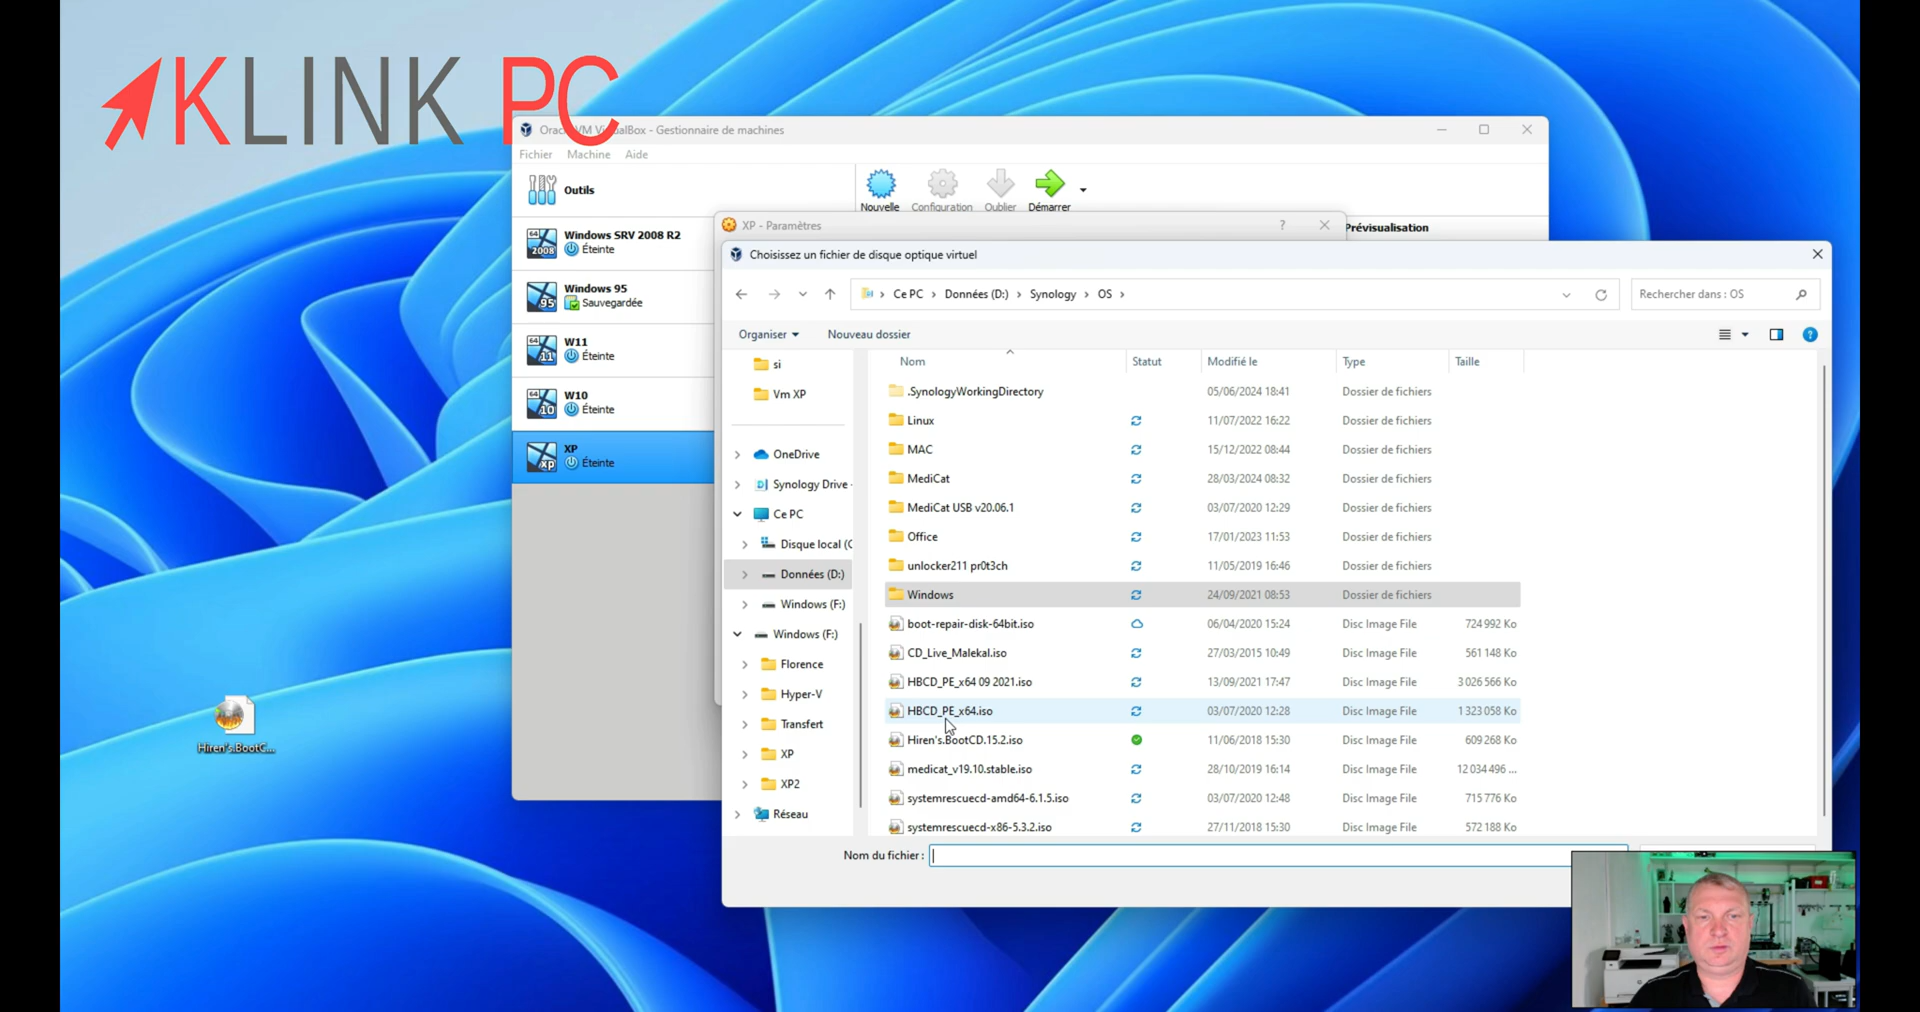 KLINK PC
Oracle VM VirtualBox - Gestionnaire de machines
Fichier Machine Aide
Outils
Nouvelle Configuration Oublier Démarrer
64 2008 Windows SRV 2008 R2
Éteinte
95 Windows 95
Sauvegardée
64 11 W11
Éteinte
64 10 W10
Éteinte
xp XP
Éteinte
XP - Paramètres ?
Prévisualisation
Choisissez un fichier de disque optique virtuel
Ce PC Données (D:) Synology OS
Rechercher dans : OS
Organiser Nouveau dossier
si
Vm XP
OneDrive
Synology Drive -
Ce PC
Disque local (C
Données (D:)
Windows (F:)
Windows (F:)
Florence
Hyper-V
Transfert
XP
XP2
Réseau
Nom Statut Modifié le Type Taille
.SynologyWorkingDirectory 05/06/2024 18:41 Dossier de fichiers
Linux 11/07/2022 16:22 Dossier de fichiers
MAC 15/12/2022 08:44 Dossier de fichiers
MediCat 28/03/2024 08:32 Dossier de fichiers
MediCat USB v20.06.1 03/07/2020 12:29 Dossier de fichiers
Office 17/01/2023 11:53 Dossier de fichiers
unlocker211 pr0t3ch 11/05/2019 16:46 Dossier de fichiers
Windows 24/09/2021 08:53 Dossier de fichiers
boot-repair-disk-64bit.iso 06/04/2020 15:24 Disc Image File 724 992 Ko
CD_Live_Malekal.iso 27/03/2015 10:49 Disc Image File 561 148 Ko
HBCD_PE_x64 09 2021.iso 13/09/2021 17:47 Disc Image File 3 026 566 Ko
HBCD_PE_x64.iso 03/07/2020 12:28 Disc Image File 1 323 058 Ko
Hiren's.BootCD.15.2.iso 11/06/2018 15:30 Disc Image File 609 268 Ko
medicat_v19.10.stable.iso 28/10/2019 16:14 Disc Image File 12 034 496 ...
systemrescuecd-amd64-6.1.5.iso 03/07/2020 12:48 Disc Image File 715 776 Ko
systemrescuecd-x86-5.3.2.iso 27/11/2018 15:30 Disc Image File 572 188 Ko
Nom du fichier :
Hiren's.BootC...